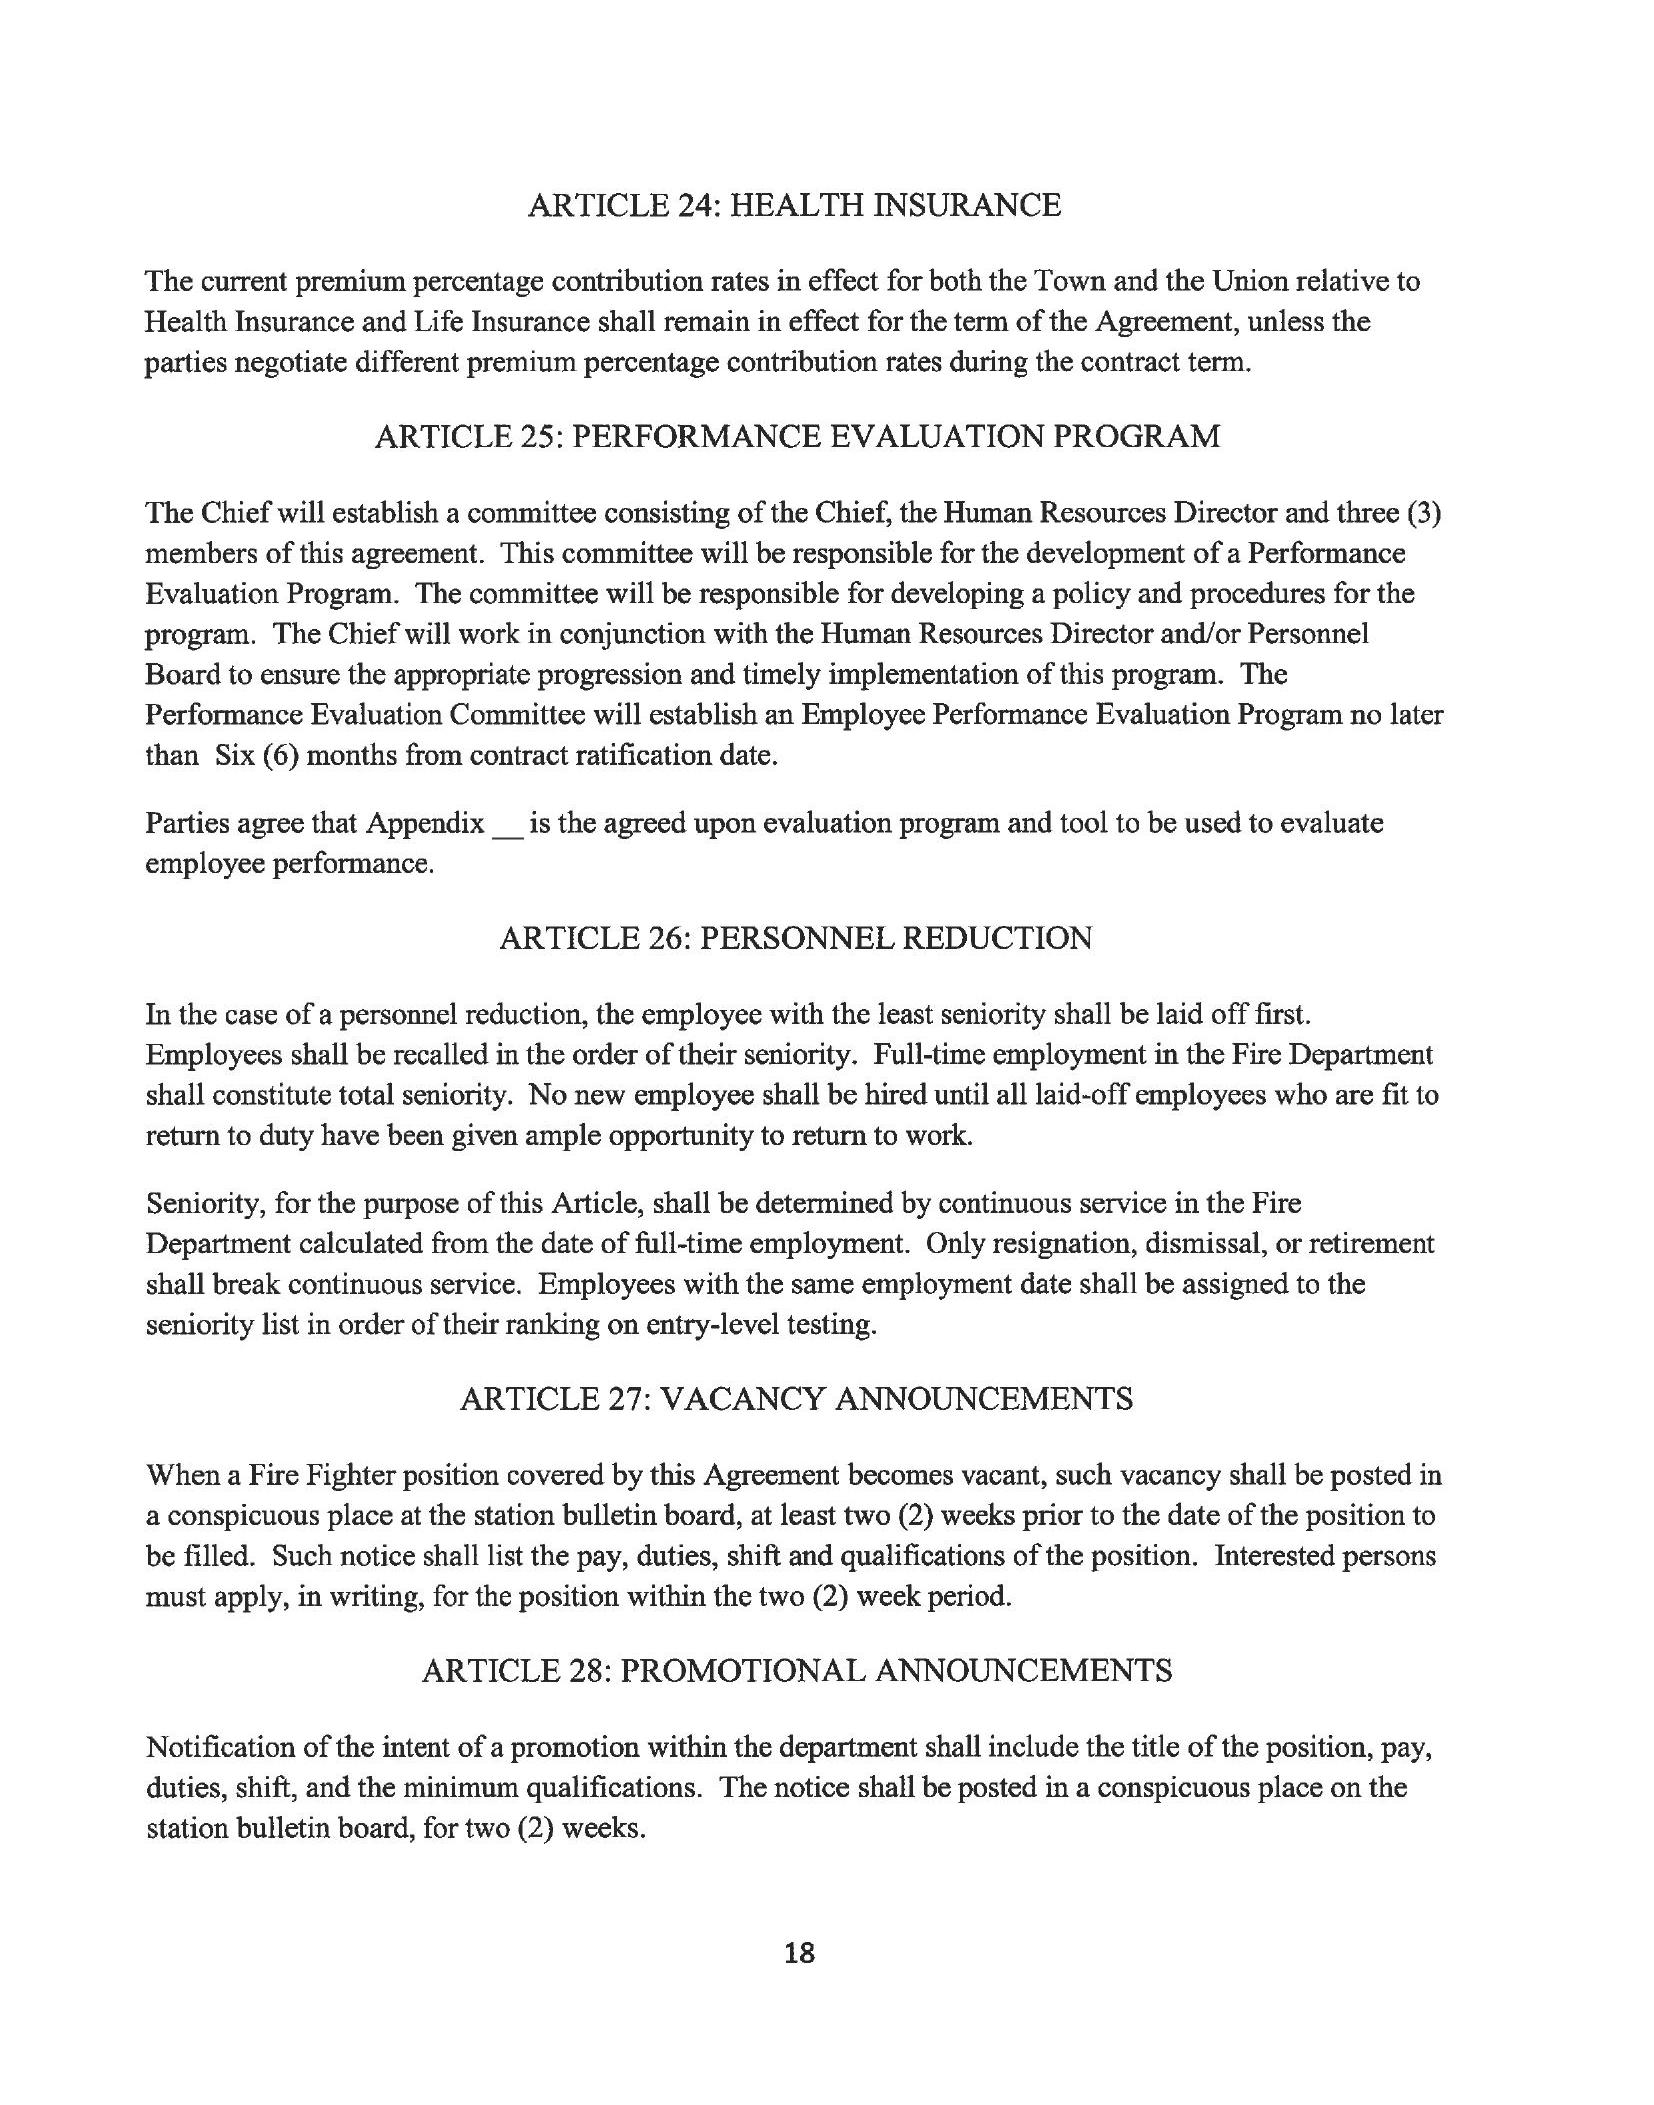 ARTICLE 24: HEALTH INSURANCE
The current premium percentage contribution rates in effect for both the Town and the Union relative to
Health Insurance and Life Insurance shall remain in effect for the term of the Agreement, unless the
parties negotiate different premium percentage contribution rates during the contract term.
ARTICLE 25: PERFORMANCE EVALUATION PROGRAM
The Chief will establish a committee consisting of the Chief, the Human Resources Director and three (3)
members of this agreement.  This committee will be responsible for the development of a Performance
Evaluation Program.  The committee will be responsible for developing a policy and procedures for the
program.  The Chief will work in conjunction with the Human Resources Director and/or Personnel
Board to ensure the appropriate progression and timely implementation of this program.  The
Performance Evaluation Committee will establish an Employee Performance Evaluation Program no later
than  Six (6) months from contract ratification date.
Parties agree that Appendix __ is the agreed upon evaluation program and tool to be used to evaluate
employee performance.
ARTICLE 26: PERSONNEL REDUCTION
In the case of a personnel reduction, the employee with the least seniority shall be laid off first.
Employees shall be recalled in the order of their seniority.  Full-time employment in the Fire Department
shall constitute total seniority.  No new employee shall be hired until all laid-off employees who are fit to
return to duty have been given ample opportunity to return to work.
Seniority, for the purpose of this Article, shall be determined by continuous service in the Fire
Department calculated from the date of full-time employment.  Only resignation, dismissal, or retirement
shall break continuous service.  Employees with the same employment date shall be assigned to the
seniority list in order of their ranking on entry-level testing.
ARTICLE 27: VACANCY ANNOUNCEMENTS
When a Fire Fighter position covered by this Agreement becomes vacant, such vacancy shall be posted in
a conspicuous place at the station bulletin board, at least two (2) weeks prior to the date of the position to
be filled.  Such notice shall list the pay, duties, shift and qualifications of the position.  Interested persons
must apply, in writing, for the position within the two (2) week period.
ARTICLE 28: PROMOTIONAL ANNOUNCEMENTS
Notification of the intent of a promotion within the department shall include the title of the position, pay,
duties, shift, and the minimum qualifications.  The notice shall be posted in a conspicuous place on the
station bulletin board, for two (2) weeks.
18